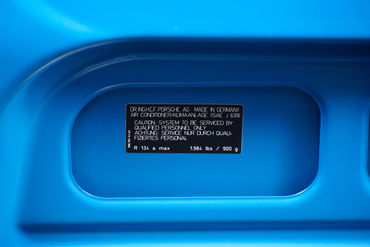 DR.ING.H.C.F. PORSCHE AG MADE IN GERMANY
AIR CONDITIONER/KLIMAANLAGE (SAE J 639)
CAUTION, SYSTEM TO BE SERVICED BY
QUALIFIED PERSONNEL ONLY
ACHTUNG, SERVICE NUR DURCH QUALI-
FIZIERTES PERSONAL
R 134 a max 1.984 lbs / 900 g